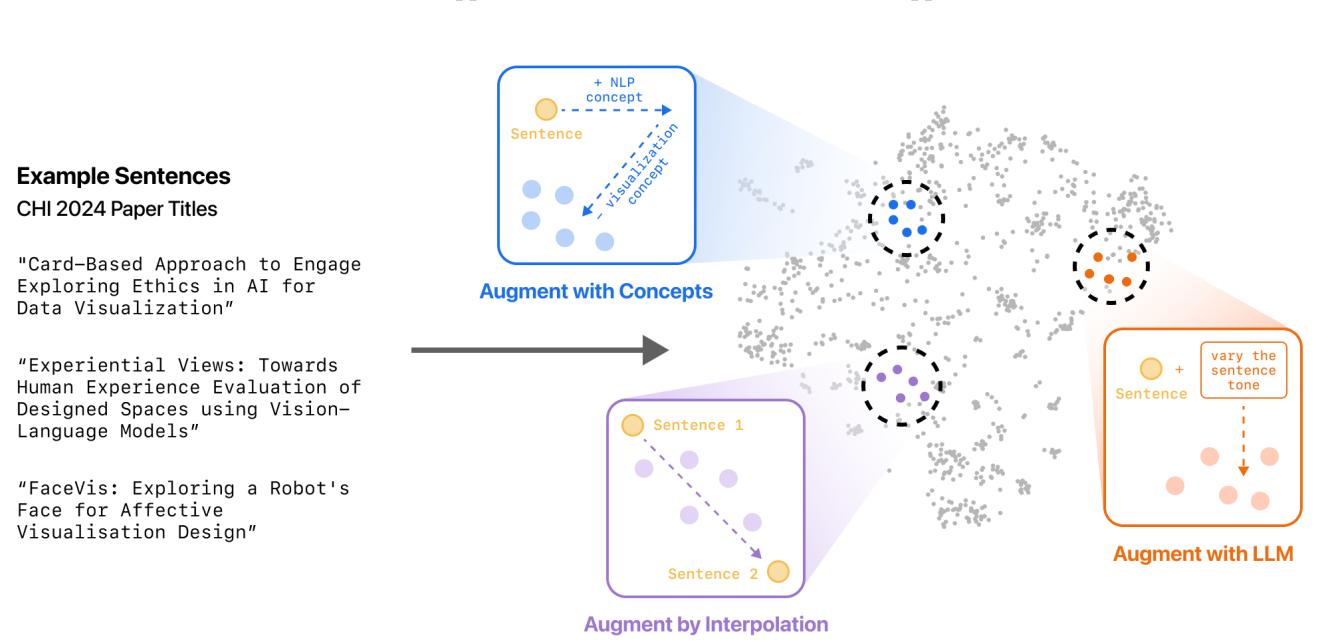 Example Sentences
CHI 2024 Paper Titles
"Card-Based Approach to Engage
Exploring Ethics in AI for
Data Visualization”
“Experiential Views: Towards
Human Experience Evaluation of
Designed Spaces using Vision-
Language Models”
“FaceVis: Exploring a Robot's
Face for Affective
Visualisation Design”
+ NLP
concept
Sentence
- visualization
concept
Augment with Concepts
Sentence 1
Sentence 2
Augment by Interpolation
Sentence
+
vary the
sentence
tone
Augment with LLM